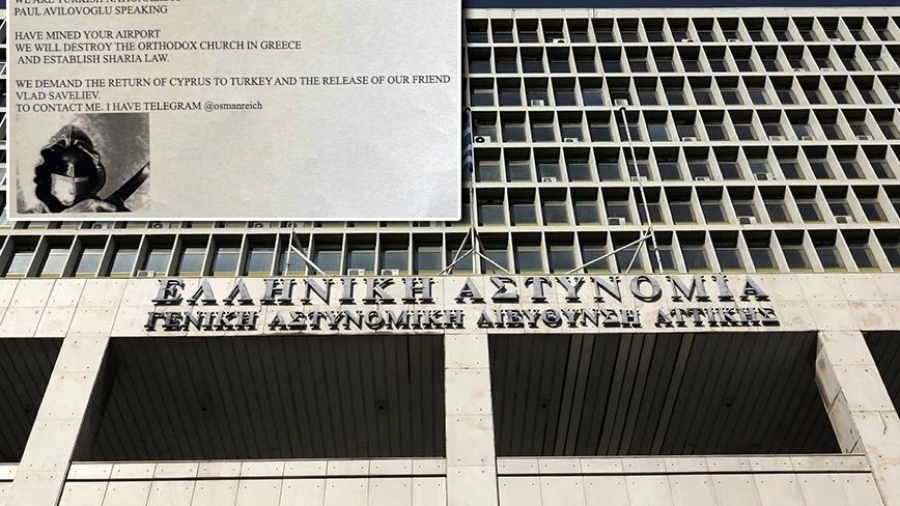 WE ARE TURKISH NATIONALISTS
PAUL AVILOVOGLU SPEAKING
HAVE MINED YOUR AIRPORT
WE WILL DESTROY THE ORTHODOX CHURCH IN GREECE
AND ESTABLISH SHARIA LAW.
WE DEMAND THE RETURN OF CYPRUS TO TURKEY AND THE RELEASE OF OUR FRIEND
VLAD SAVELIEV.
TO CONTACT ME. I HAVE TELEGRAM @osmanreich
ΕΛΛΗΝΙΚΗ ΑΣΤΥΝΟΜΙΑ
ΓΕΝΙΚΗ ΑΣΤΥΝΟΜΙΚΗ ΔΙΕΥΘΥΝΣΗ ΑΤΤΙΚΗΣ